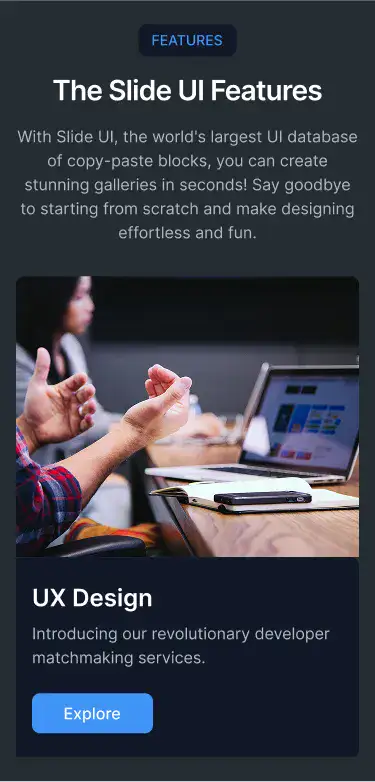 FEATURES
The Slide UI Features
With Slide UI, the world's largest UI database
of copy-paste blocks, you can create
stunning galleries in seconds! Say goodbye
to starting from scratch and make designing
effortless and fun.
UX Design
Introducing our revolutionary developer
matchmaking services.
Explore